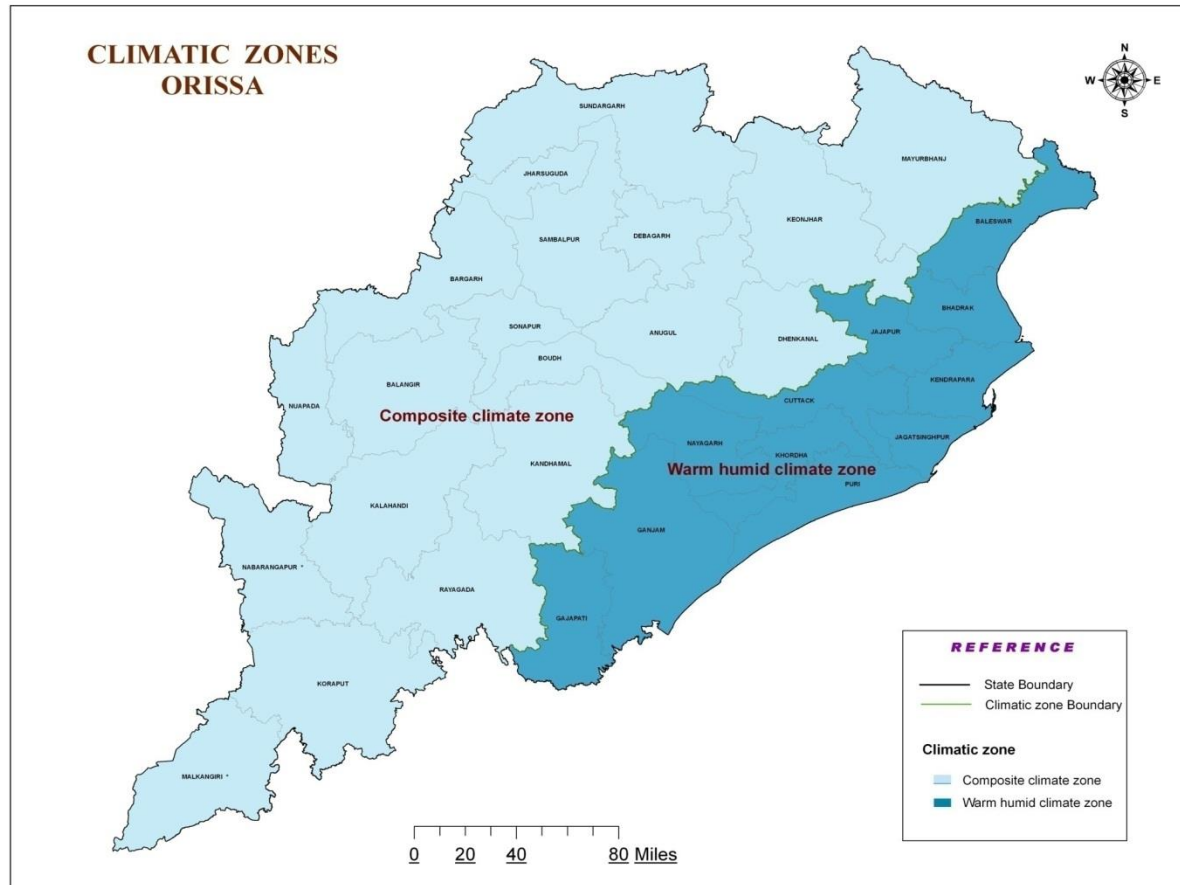 CLIMATIC ZONES
ORISSA
N
W E
S
SUNDARGARH
MAYURBHANJ
JHARSUGUDA
BALESWAR
KEONJHAR
DEBAGARH
SAMBALPUR
BARGARH
BHADRAK
SONAPUR
ANUGUL
JAJAPUR
DHENKANAL
BOUDH
KENDRAPARA
BALANGIR
CUTTACK
NUAPADA
Composite climate zone
JAGATSINGHPUR
NAYAGARH
KHORDHA
KANDHAMAL
Warm humid climate zone
PURI
KALAHANDI
GANJAM
NABARANGAPUR
RAYAGADA
GAJAPATI
KORAPUT
MALKANGIRI
REFERENCE
State Boundary
Climatic zone Boundary
Climatic zone
Composite climate zone
Warm humid climate zone
0 20 40 80 Miles